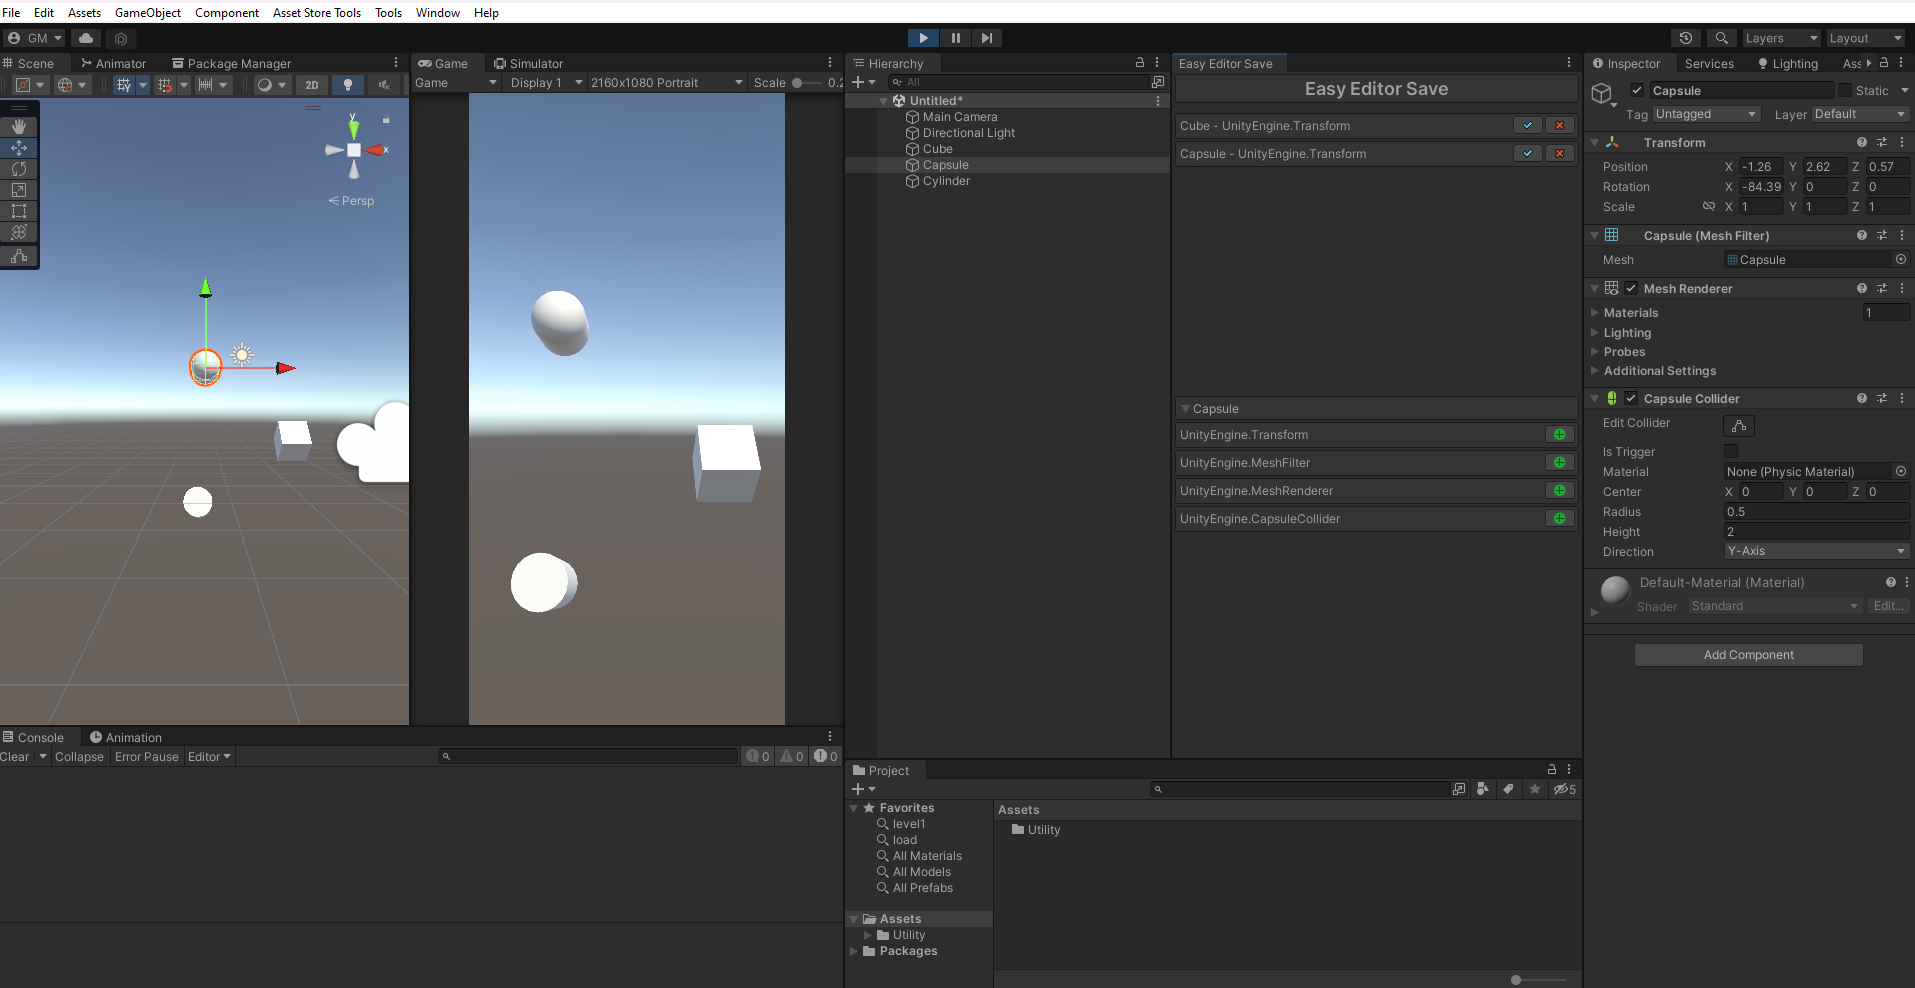 File Edit Assets GameObject Component Asset Store Tools Tools Window Help
GM
Layers Layout
Scene Animator Package Manager
2D
y
x
Persp
Game Simulator
Game Display 1 2160x1080 Portrait Scale 0.2
Console Animation
Clear Collapse Error Pause Editor 0 0 0
Hierarchy
All
Untitled*
Main Camera
Directional Light
Cube
Capsule
Cylinder
Easy Editor Save
Easy Editor Save
Cube - UnityEngine.Transform
Capsule - UnityEngine.Transform
Capsule
UnityEngine.Transform
UnityEngine.MeshFilter
UnityEngine.MeshRenderer
UnityEngine.CapsuleCollider
Project
5
Favorites
level1
load
All Materials
All Models
All Prefabs
Assets
Utility
Packages
Assets
Utility
Inspector Services Lighting Ass
Capsule Static
Tag Untagged Layer Default
Transform
Position X -1.26 Y 2.62 Z 0.57
Rotation X -84.39 Y 0 Z 0
Scale X 1 Y 1 Z 1
Capsule (Mesh Filter)
Mesh Capsule
Mesh Renderer
Materials 1
Lighting
Probes
Additional Settings
Capsule Collider
Edit Collider
Is Trigger
Material None (Physic Material)
Center X 0 Y 0 Z 0
Radius 0.5
Height 2
Direction Y-Axis
Default-Material (Material)
Shader Standard Edit...
Add Component